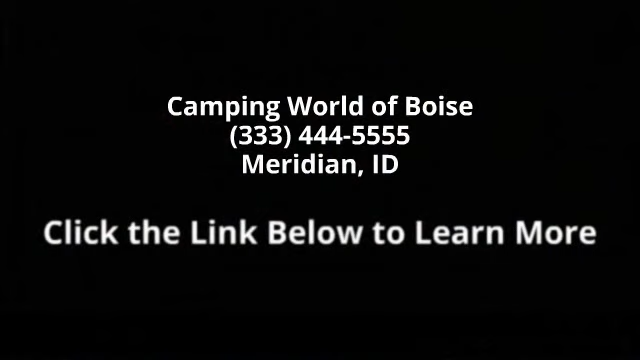 Camping World of Boise
(333) 444-5555
Meridian, ID
Click the Link Below to Learn More